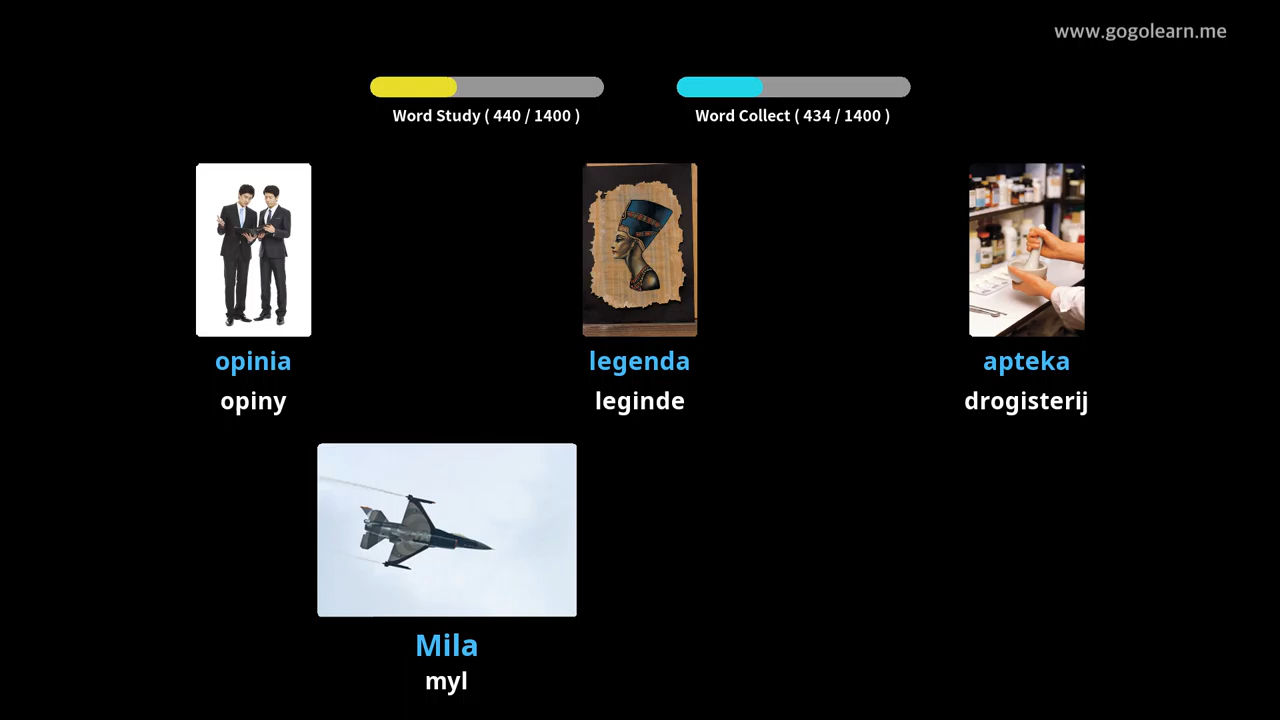 www.gogolearn.me
Word Study ( 440 / 1400 )
Word Collect ( 434 / 1400 )
opinia
opiny
legenda
leginde
apteka
drogisterij
Mila
myl